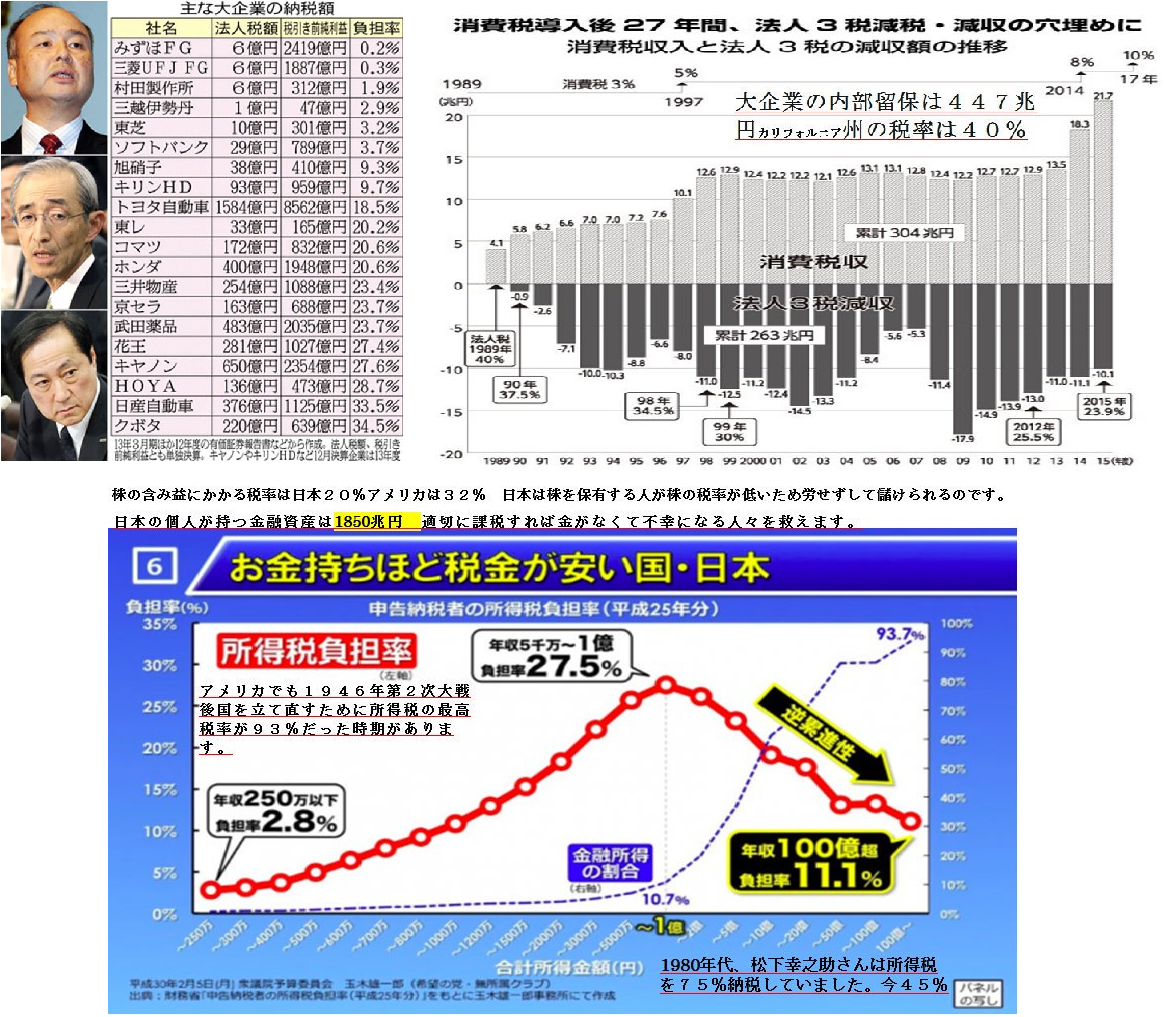 主な大企業の納税額
社名 法人税額 税引き前純利益 負担率
みずほＦＧ 6億円 2419億円 0.2%
三菱ＵＦＪ ＦＧ 6億円 1887億円 0.3%
村田製作所 6億円 312億円 1.9%
三越伊勢丹 1億円 47億円 2.9%
東芝 10億円 301億円 3.2%
ソフトバンク 29億円 789億円 3.7%
旭硝子 38億円 410億円 9.3%
キリンＨＤ 93億円 959億円 9.7%
トヨタ自動車 1584億円 8562億円 18.5%
東レ 33億円 165億円 20.2%
コマツ 172億円 832億円 20.6%
ホンダ 400億円 1948億円 20.6%
三井物産 254億円 1088億円 23.4%
京セラ 163億円 688億円 23.7%
武田薬品 483億円 2035億円 23.7%
花王 281億円 1027億円 27.4%
キヤノン 650億円 2354億円 27.6%
ＨＯＹＡ 136億円 473億円 28.7%
日産自動車 376億円 1125億円 33.5%
クボタ 220億円 639億円 34.5%
13年３月期ほか12年度の有価証券報告書などから作成。法人税額、税引き
前純利益とも単独決算。キヤノンやキリンＨＤなど12月決算企業は13年度
消費税導入後２７年間、法人３税減税・減収の穴埋めに
消費税収入と法人３税の減収額の推移
1989 消費税3% 5% 1997 8% 2014 10% 17年
(兆円)
大企業の内部留保は４４７兆
円カリフォルニア州の税率は４０％
20
15
10
5
0
-5
-10
-15
-20
4.1 5.8 6.2 6.6 7.0 7.0 7.2 7.6 10.1 12.6 12.9 12.4 12.2 12.2 12.1 12.6 13.1 13.1 12.8 12.4 12.2 12.7 12.7 12.9 13.5 18.3 21.7
累計304兆円
消費税収
法人３税減収
累計263兆円
-0.9 -2.6 -7.1 -10.0 -10.3 -8.8 -6.6 -8.0 -11.0 -12.5 -11.2 -12.4 -14.5 -13.3 -11.2 -8.4 -5.6 -5.3 -11.4 -17.9 -14.9 -13.9 -13.0 -11.0 -11.1 -10.1
法人税
1989年
40%
90年
37.5%
98年
34.5%
99年
30%
2012年
25.5%
2015年
23.9%
1989 90 91 92 93 94 95 96 97 98 99 2000 01 02 03 04 05 06 07 08 09 10 11 12 13 14 15(年度)
株の含み益にかかる税率は日本２０％アメリカは３２％　日本は株を保有する人が株の税率が低いため労せずして儲けられるのです。
日本の個人が持つ金融資産は1850兆円　適切に課税すれば金がなくて不幸になる人々を救えます。
6 お金持ちほど税金が安い国・日本
負担率(%) 申告納税者の所得税負担率(平成25年分)
35%
30%
25%
20%
15%
10%
5%
0%
100%
90%
80%
70%
60%
50%
40%
30%
20%
10%
0%
所得税負担率
(左軸)
アメリカでも１９４６年第２次大戦
後国を立て直すために所得税の最高
税率が９３％だった時期がありま
す。
年収5千万～1億
負担率27.5%
93.7%
逆累進性
年収250万以下
負担率2.8%
金融所得
の割合
(右軸)
10.7%
年収100億超
負担率11.1%
～250万 ～300万 ～400万 ～500万 ～600万 ～700万 ～800万 ～1000万 ～1200万 ～1500万 ～2000万 ～3000万 ～5000万 ～1億 ～2億 ～5億 ～10億 ～20億 ～50億 ～100億 100億～
合計所得金額(円)
1980年代、松下幸之助さんは所得税
を７５％納税していました。今４５％
平成30年2月5日(月) 衆議院予算委員会　玉木雄一郎（希望の党・無所属クラブ）
出典：財務省「申告納税者の所得税負担率(平成25年分)」をもとに玉木雄一郎事務所にて作成
パネル
の写し